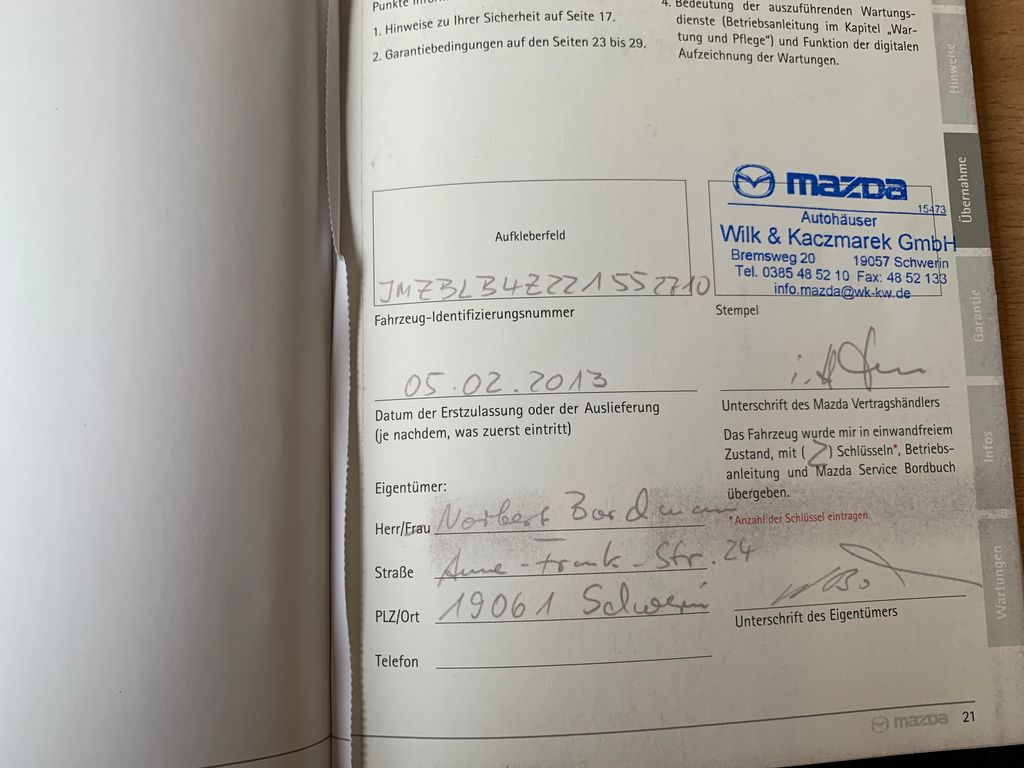 1. Hinweise zu Ihrer Sicherheit auf Seite 17.
2. Garantiebedingungen auf den Seiten 23 bis 29.
4. Bedeutung der auszuführenden Wartungs-
dienste (Betriebsanleitung im Kapitel „War-
tung und Pflege") und Funktion der digitalen
Aufzeichnung der Wartungen.
Hinweise
Übernahme
Garantie
Infos
Wartungen
Aufkleberfeld
JMZBLB4Z221552710
Fahrzeug-Identifizierungsnummer
mazda
15473
Autohäuser
Wilk & Kaczmarek GmbH
Bremsweg 20 19057 Schwerin
Tel. 0385 48 52 10 Fax: 48 52 133
info.mazda@wk-kw.de
Stempel
05.02.2013
Datum der Erstzulassung oder der Auslieferung
(je nachdem, was zuerst eintritt)
Unterschrift des Mazda Vertragshändlers
Das Fahrzeug wurde mir in einwandfreiem
Zustand, mit (2) Schlüsseln*, Betriebs-
anleitung und Mazda Service Bordbuch
übergeben.
*Anzahl der Schlüssel eintragen
Eigentümer:
Herr/Frau Norbert Bordmann
Straße Anne-Frank-Str. 24
PLZ/Ort 19061 Schwerin
Telefon
Unterschrift des Eigentümers
mazda 21